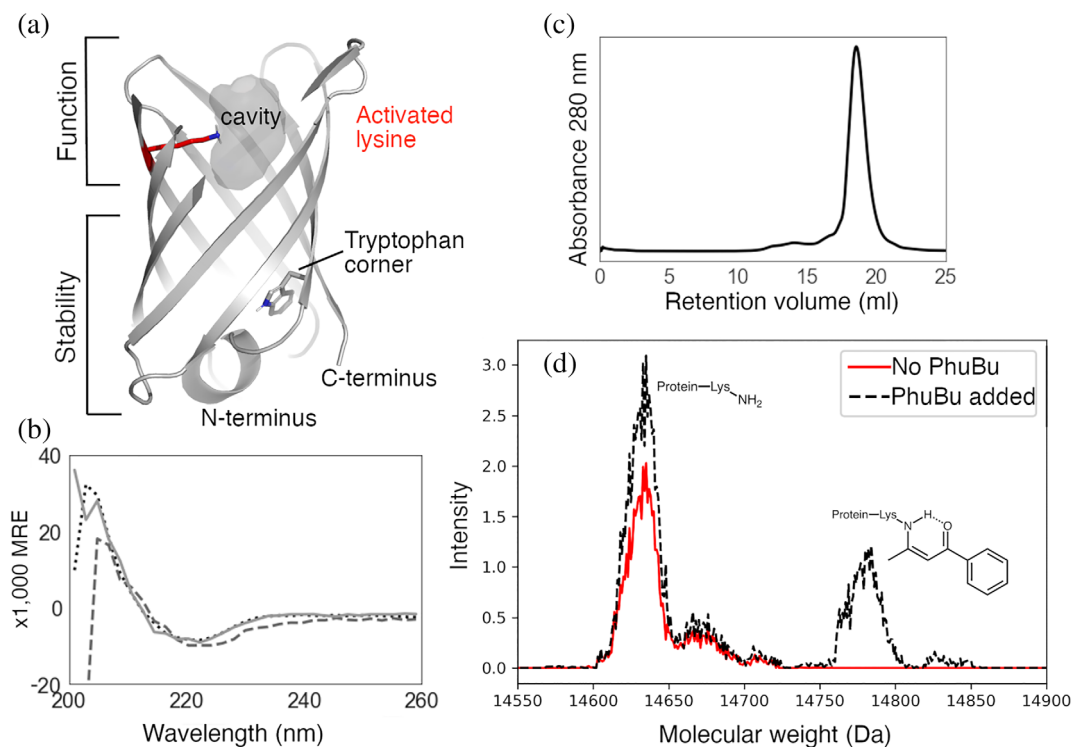 (a)
Function
Stability
cavity
Activated
lysine
Tryptophan
corner
C-terminus
N-terminus
(b)
x1,000 MRE
40
20
0
-20
200
220
240
260
Wavelength (nm)
(c)
Absorbance 280 nm
0
5
10
15
20
25
Retention volume (ml)
(d)
No PhuBu
PhuBu added
Protein—Lys
NH2
Protein—Lys
N
H
O
Intensity
3.0
2.5
2.0
1.5
1.0
0.5
0.0
14550
14600
14650
14700
14750
14800
14850
14900
Molecular weight (Da)